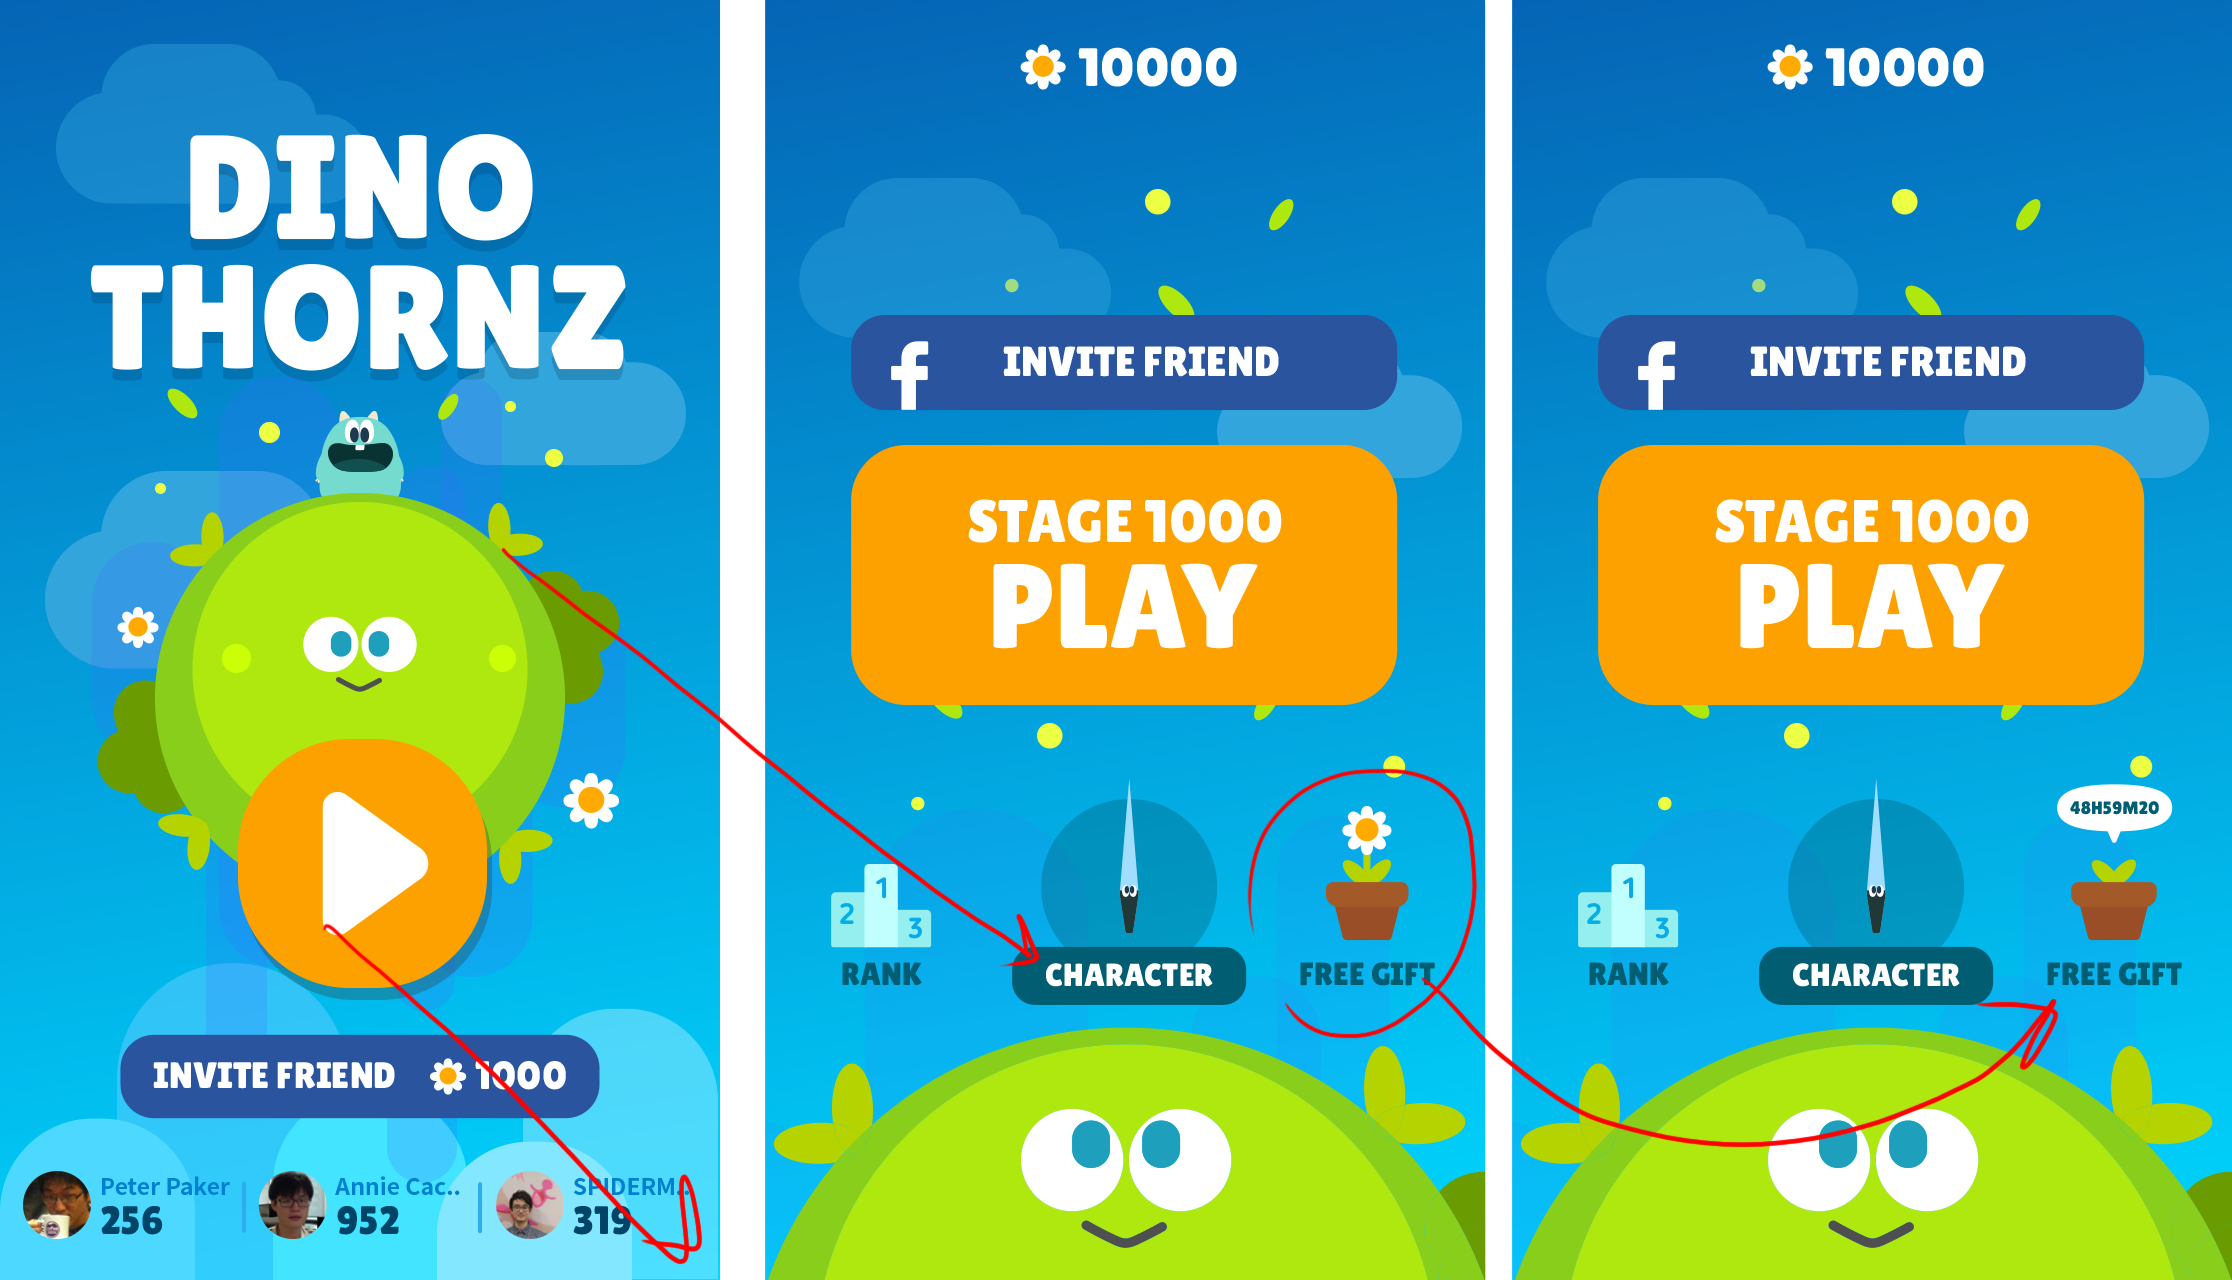 DINO
THORNZ
INVITE FRIEND 1000
Peter Paker
256
Annie Cac..
952
SPIDERM..
319
10000
f INVITE FRIEND
STAGE 1000
PLAY
1
2
3
RANK
CHARACTER
FREE GIFT
10000
f INVITE FRIEND
STAGE 1000
PLAY
48H59M20
1
2
3
RANK
CHARACTER
FREE GIFT